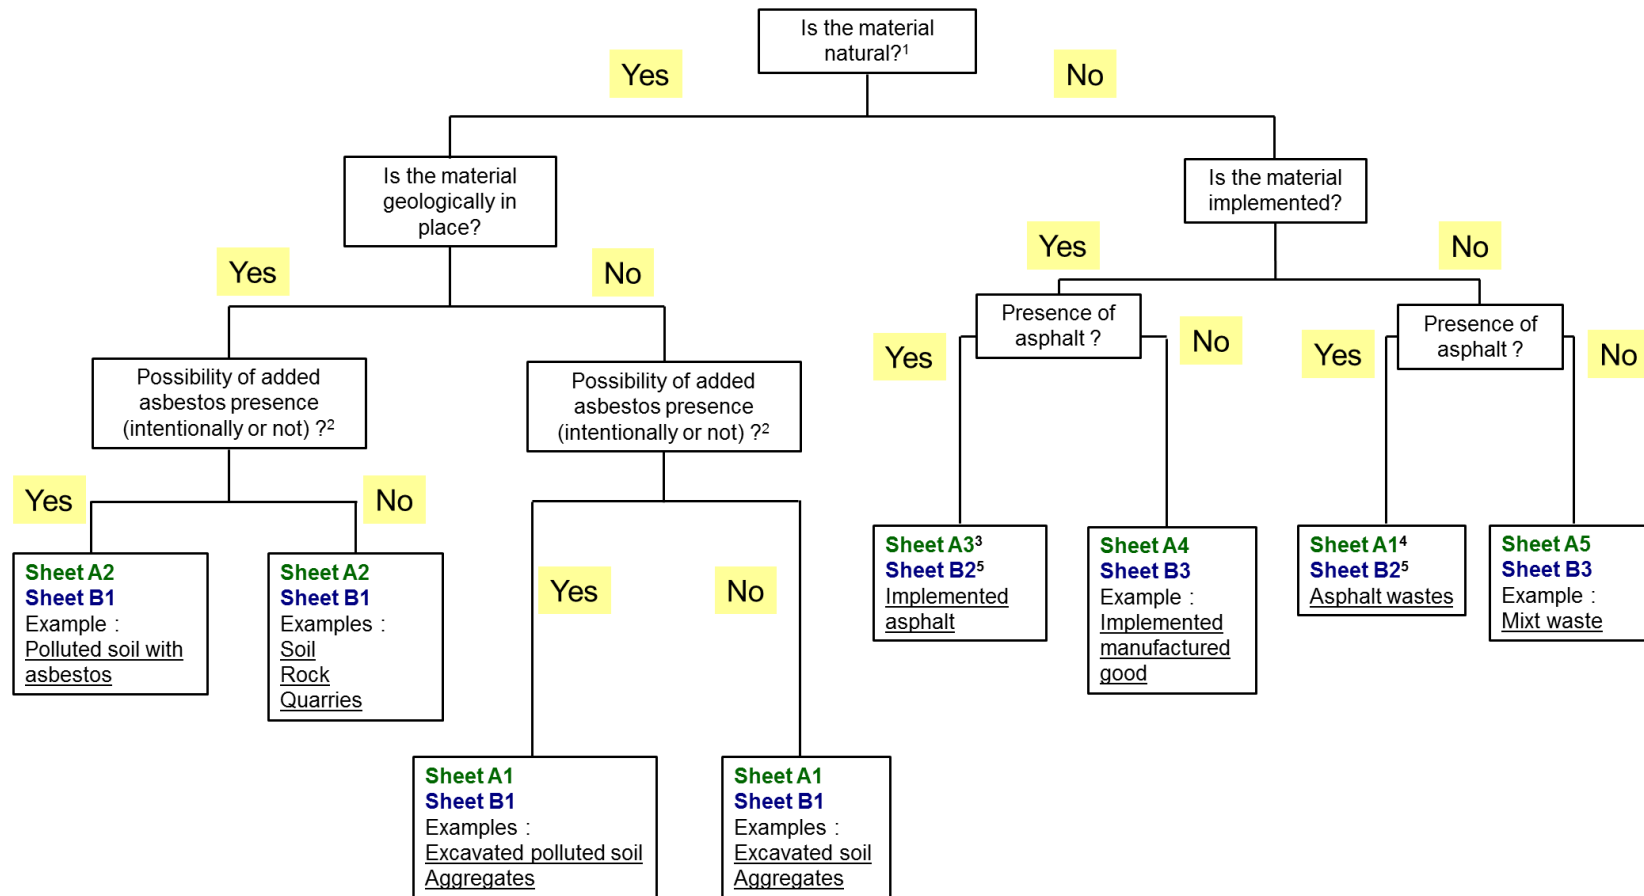 Is the material
natural?¹
Yes
No
Is the material
geologically in
place?
Is the material
implemented?
Yes
No
Yes
No
Presence of
asphalt ?
Presence of
asphalt ?
Yes
No
Yes
No
Possibility of added
asbestos presence
(intentionally or not) ?²
Possibility of added
asbestos presence
(intentionally or not) ?²
Yes
No
Sheet A2
Sheet B1
Example :
Polluted soil with
asbestos
Sheet A2
Sheet B1
Examples :
Soil
Rock
Quarries
Yes
No
Sheet A3³
Sheet B2⁵
Implemented
asphalt
Sheet A4
Sheet B3
Example :
Implemented
manufactured
good
Sheet A1⁴
Sheet B2⁵
Asphalt wastes
Sheet A5
Sheet B3
Example :
Mixt waste
Sheet A1
Sheet B1
Examples :
Excavated polluted soil
Aggregates
Sheet A1
Sheet B1
Examples :
Excavated soil
Aggregates